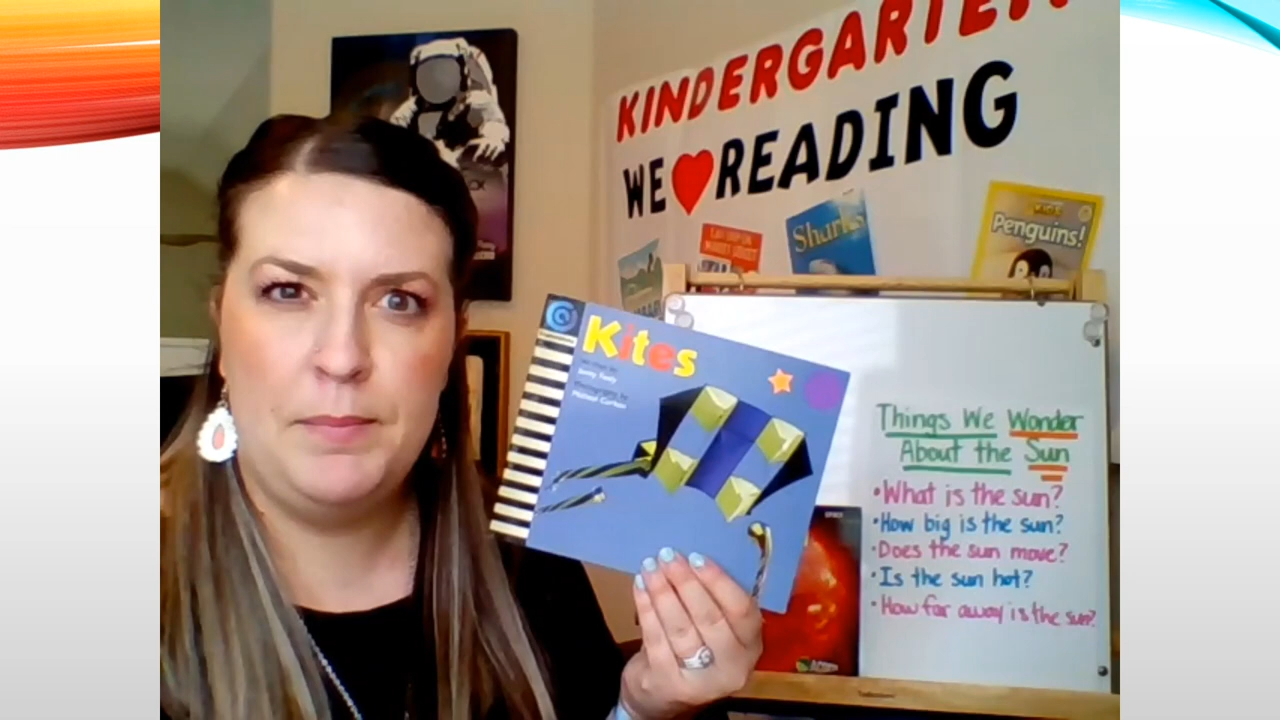 KINDERGARTEN
WE READING
Sharks
Penguins!
Kites
Things We Wonder
About the Sun
•What is the sun?
•How big is the sun?
•Does the sun move?
•Is the sun hot?
•How far away is the sun?